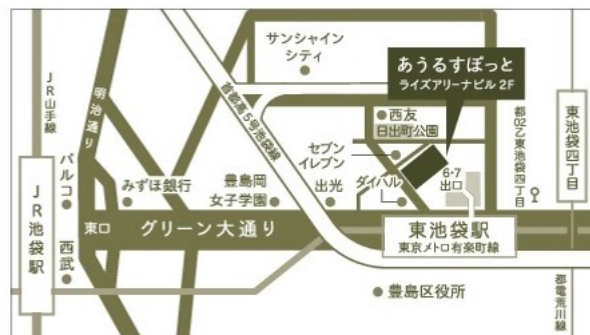 サンシャイン
シティ
あうるすぽっと
ライズアリーナビル 2F
JR山手線
明治通り
首都高5号池袋線
西友
日出町公園
都02乙東池袋四丁目
東池袋四丁目
セブン
イレブン
パルコ
みずほ銀行
豊島岡
女子学園
出光
ダイハツ
6・7
出口
JR池袋駅
東口
グリーン大通り
東池袋駅
東京メトロ有楽町線
西武
豊島区役所
都電荒川線